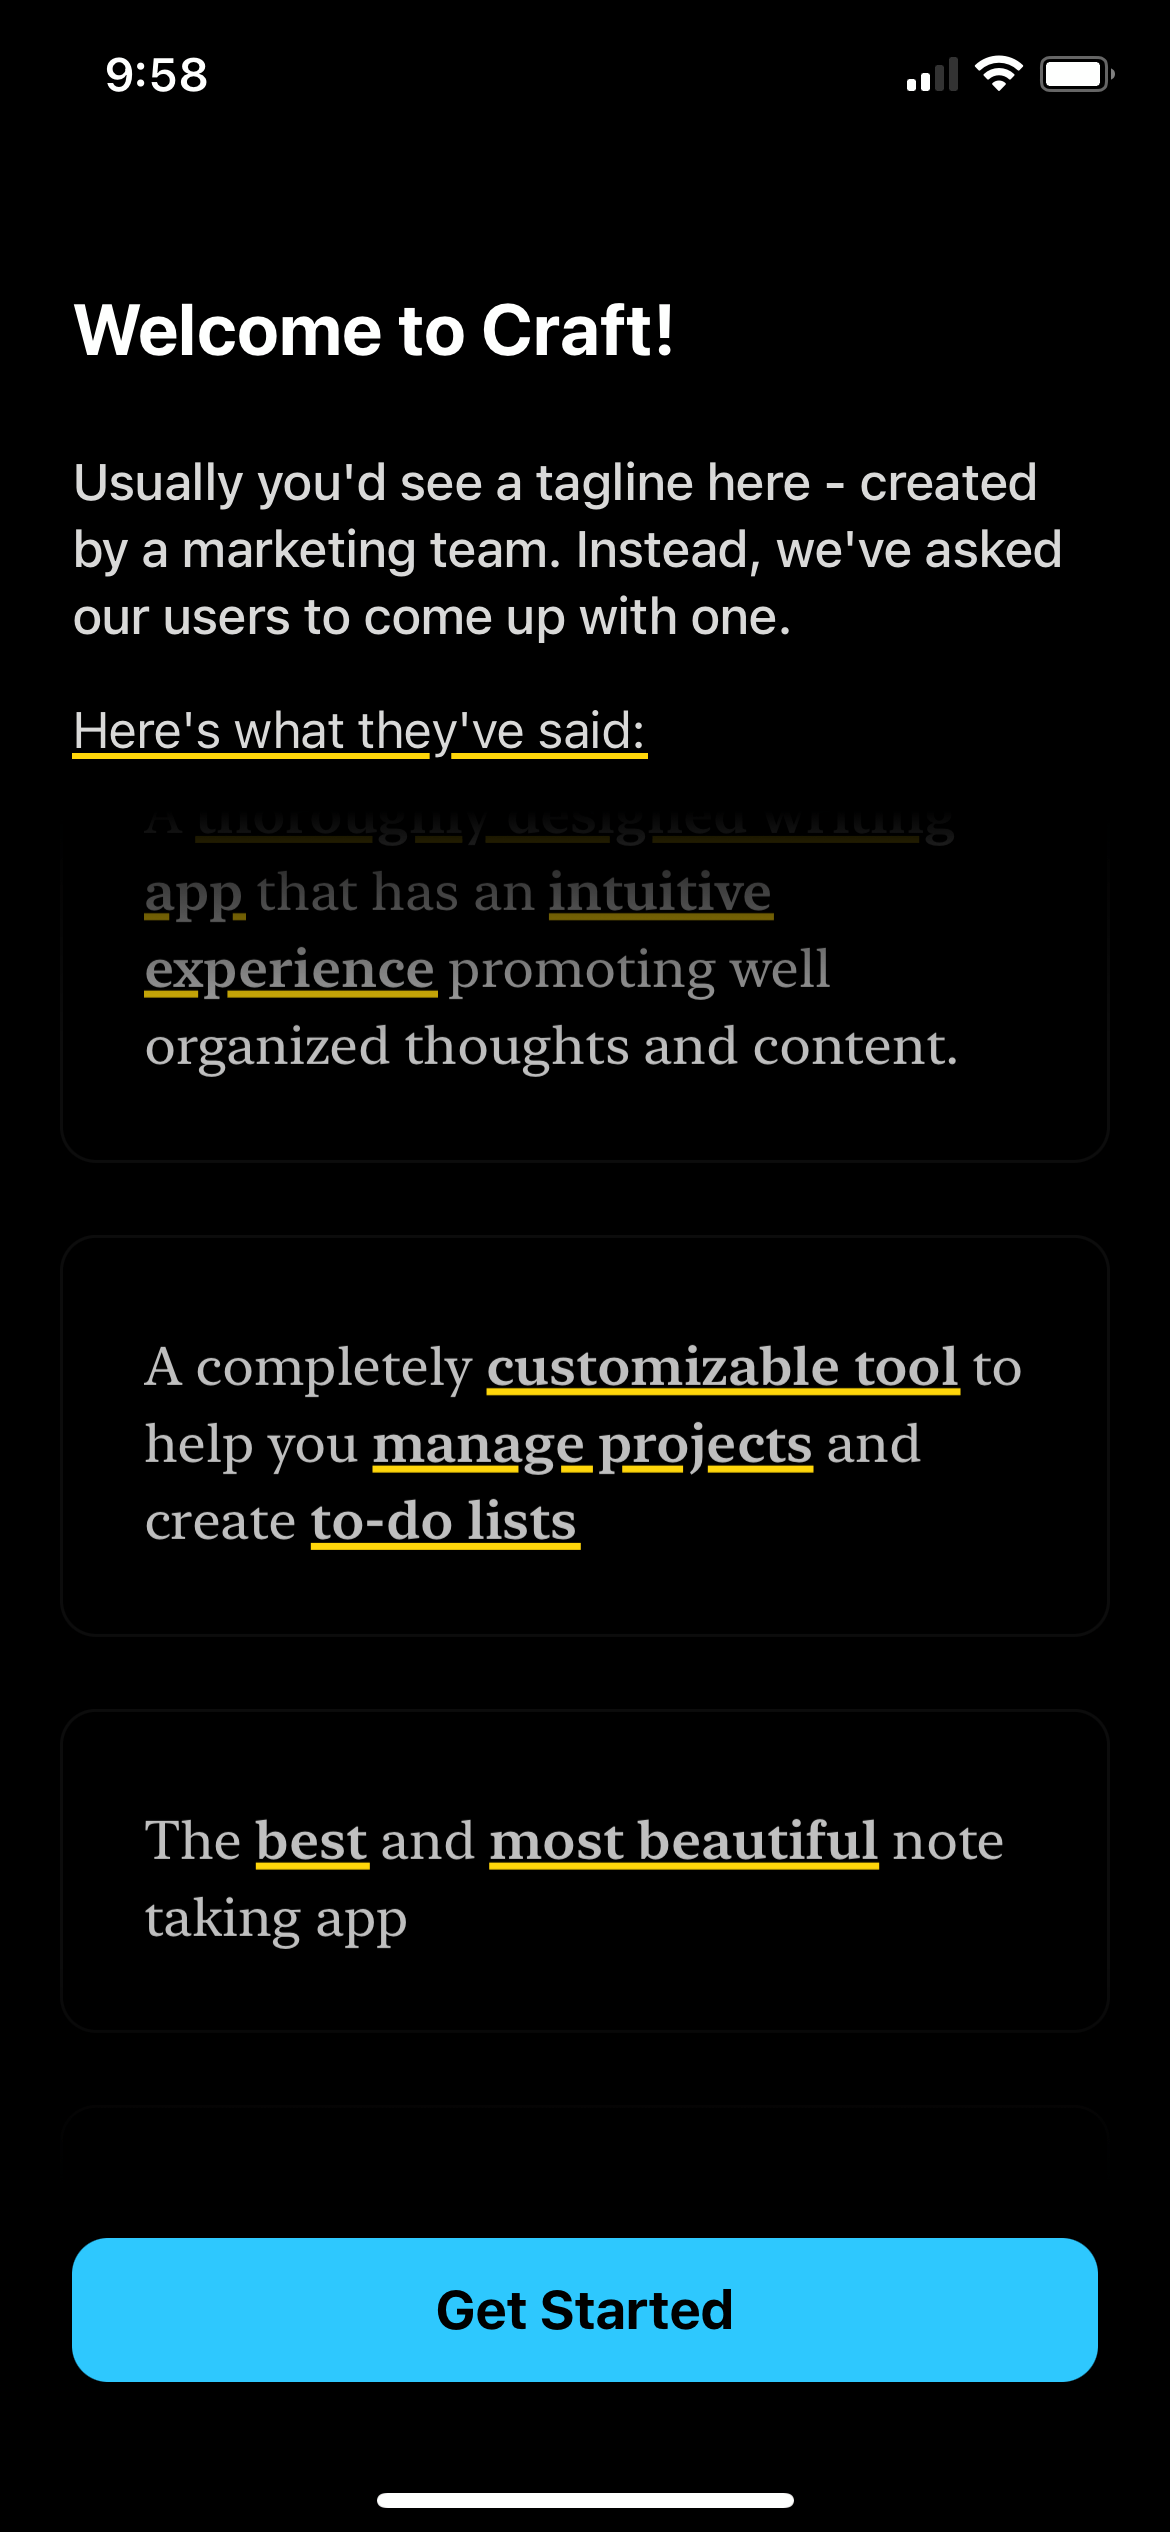 9:58
Welcome to Craft!
Usually you'd see a tagline here - created
by a marketing team. Instead, we've asked
our users to come up with one.
Here's what they've said:
A thoroughly designed writing
app that has an intuitive
experience promoting well
organized thoughts and content.
A completely customizable tool to
help you manage projects and
create to-do lists
The best and most beautiful note
taking app
Get Started